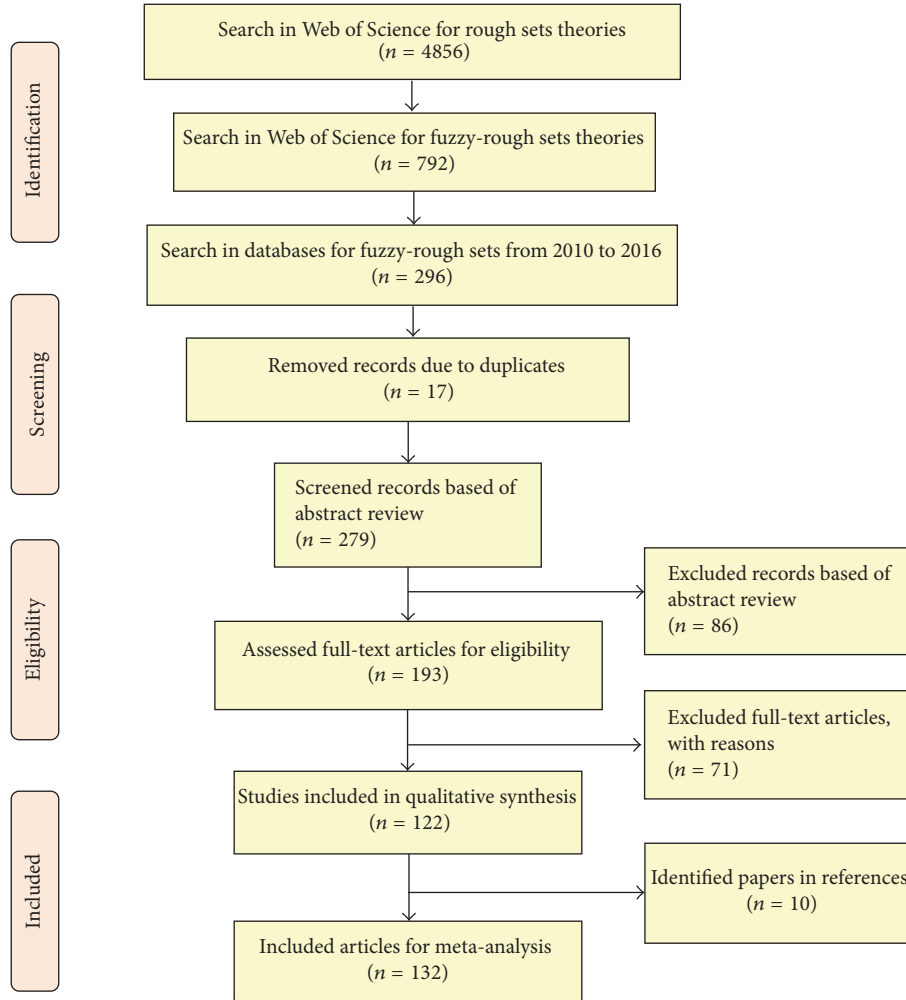 Identification
Search in Web of Science for rough sets theories
(n = 4856)
Search in Web of Science for fuzzy-rough sets theories
(n = 792)
Search in databases for fuzzy-rough sets from 2010 to 2016
(n = 296)
Screening
Removed records due to duplicates
(n = 17)
Screened records based of
abstract review
(n = 279)
Eligibility
Excluded records based of
abstract review
(n = 86)
Assessed full-text articles for eligibility
(n = 193)
Excluded full-text articles,
with reasons
(n = 71)
Studies included in qualitative synthesis
(n = 122)
Included
Identified papers in references
(n = 10)
Included articles for meta-analysis
(n = 132)